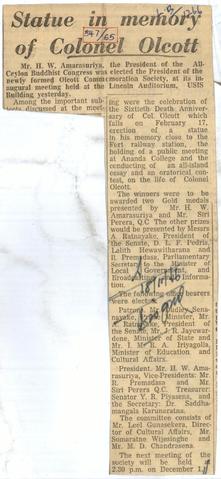 L-B 1266
Statue in memory
of Colonel Olcott
547/65
Mr. H. W. Amarasuriya, the President of the All-
Ceylon Buddhist Congress was elected the President of the
newly formed Olcott Commemoration Society, at its in-
augural meeting held at the Lincoln Auditorium, USIS
Building yesterday.
Among the important sub-
jects discussed at the meet-
ing were the celebration of
the Sixtieth Death Anniver-
sary of Col. Olcott which
falls on February 17,
erection of a statue
in his memory close to the
Fort railway station, the
holding of a public meeting
at Ananda College and the
conducting of an all-island
essay and an oratorical con-
test, on the life of Colonel
Olcott.
The winners were to be
awarded two Gold medals
presented by Mr. H. W.
Amarasuriya and Mr. Siri
Perera, Q.C. The other prizes
would be presented by Messrs
A. Ratnayake, President of
the Senate, D. L. F. Pedris,
Lalith Hewawitharana and
R. Premadasa, Parliamentary
Secretary to the Minister of
Local Government, and
Broadcasting and Infor-
mation.
The following office bearers
were elected:
Patrons: Mr. Dudley Sena-
nayake, Prime Minister, Mr.
A. Ratnayake, President of
the Senate, Mr. J. R. Jayewar-
dene, Minister of State and
Mr. I. M. R. A. Iriyagolla,
Minister of Education and
Cultural Affairs.
President: Mr. H. W. Ama-
rasuriya, Vice-Presidents: Mr.
R. Premadasa and Mr.
Siri Perera Q.C. Treasurer:
Senator Y. R. Piyasena, and
the Secretary: Dr. Saddha-
mangala Karunaratna.
The committee consists of
Mr. Leel Gunasekera, Direc-
tor of Cultural Affairs, Mr.
Somaratne Wijesinghe and
Mr. M. D. Chandrasena.
The next meeting of the
society will be held at
2.30 p.m. on December 1.